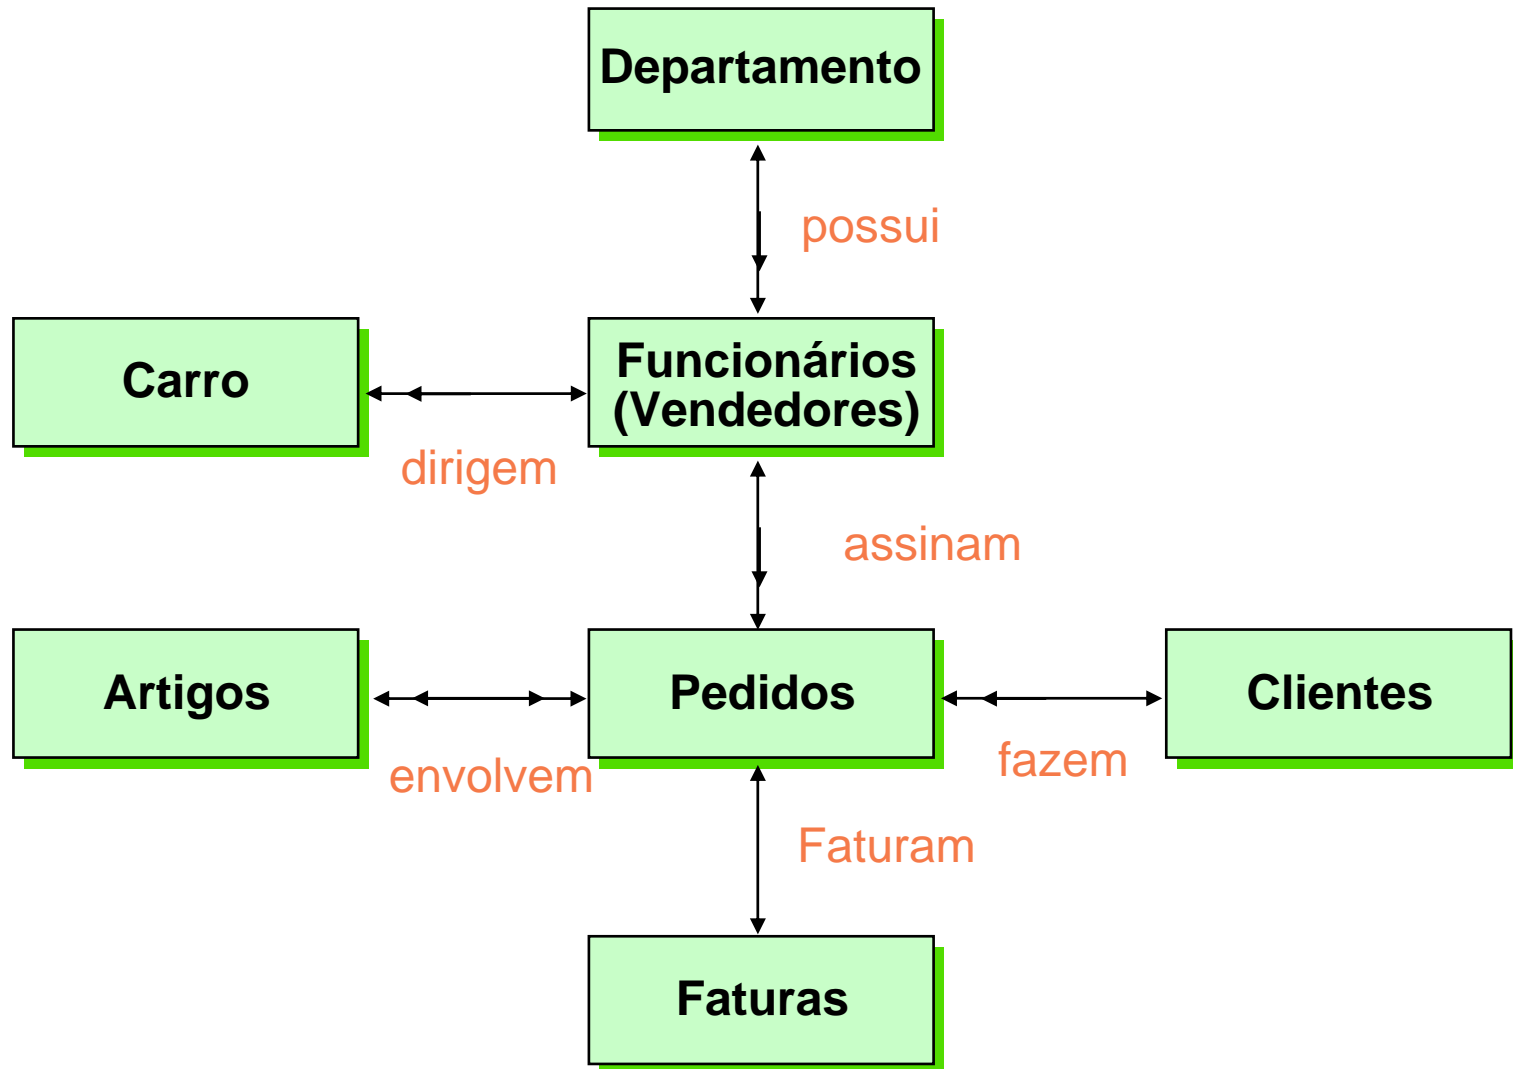 Departamento
possui
Carro
Funcionários
(Vendedores)
dirigem
assinam
Artigos
Pedidos
Clientes
envolvem
fazem
Faturam
Faturas